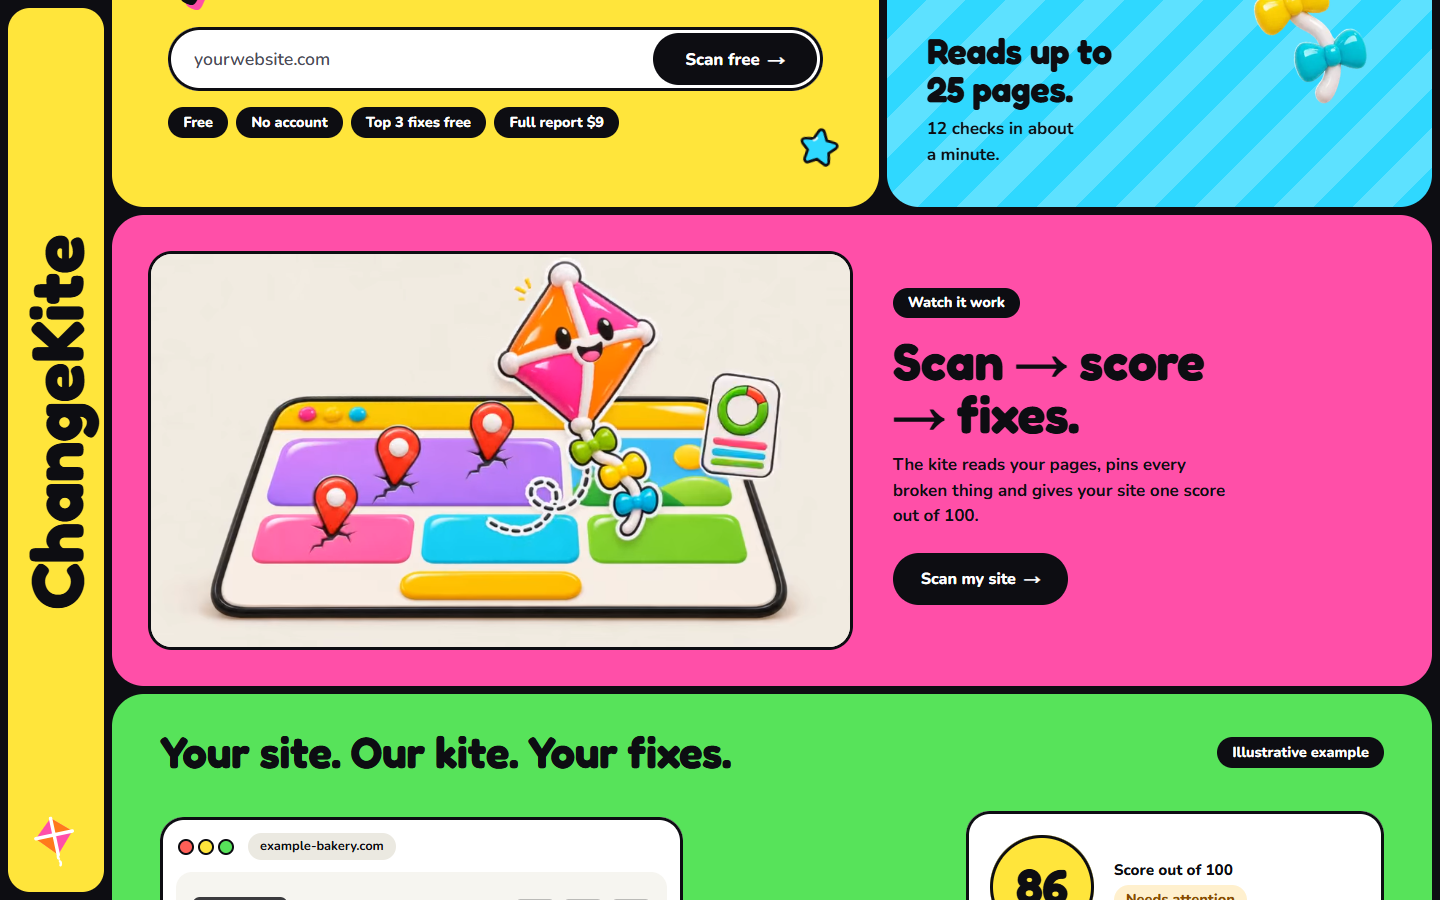 ChangeKite
yourwebsite.com
Scan free →
Free
No account
Top 3 fixes free
Full report $9
Reads up to
25 pages.
12 checks in about
a minute.
Watch it work
Scan → score
→ fixes.
The kite reads your pages, pins every
broken thing and gives your site one score
out of 100.
Scan my site →
Your site. Our kite. Your fixes.
Illustrative example
example-bakery.com
86
Score out of 100
Needs attention